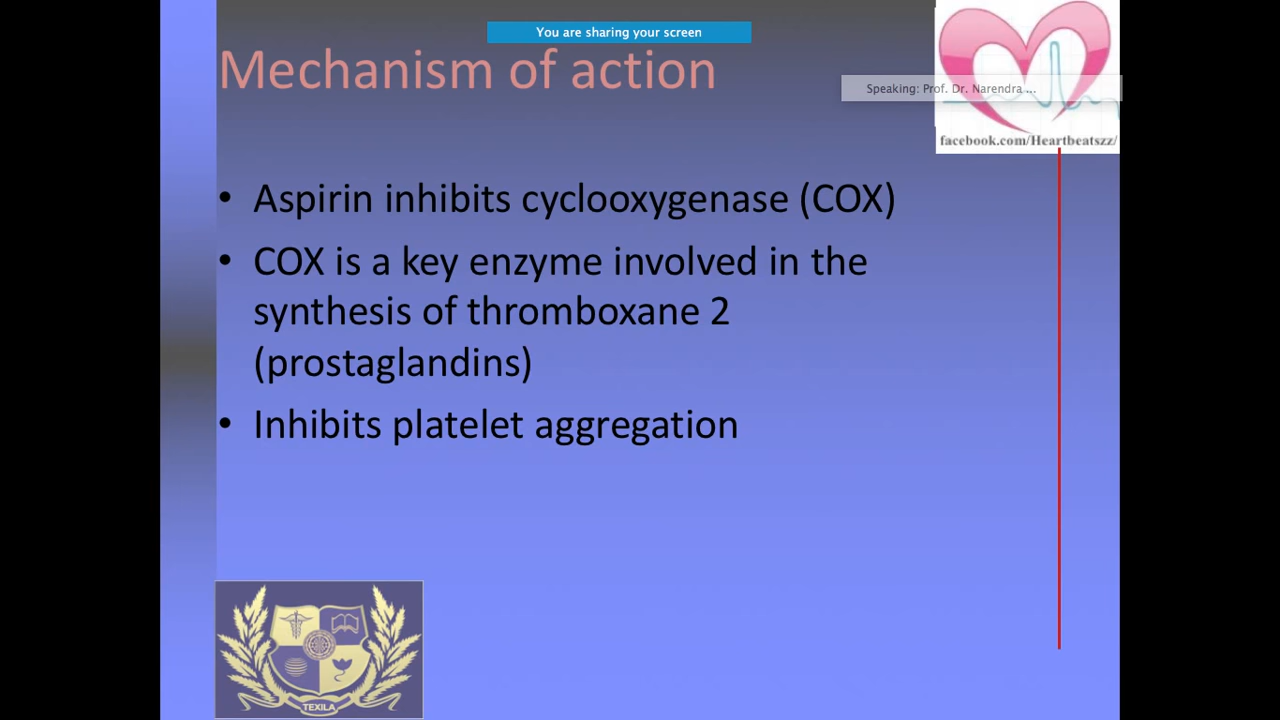 You are sharing your screen
Mechanism of action
Speaking: Prof. Dr. Narendra ...
facebook.com/Heartbeatszz/
• Aspirin inhibits cyclooxygenase (COX)
• COX is a key enzyme involved in the
synthesis of thromboxane 2
(prostaglandins)
• Inhibits platelet aggregation
TEXILA